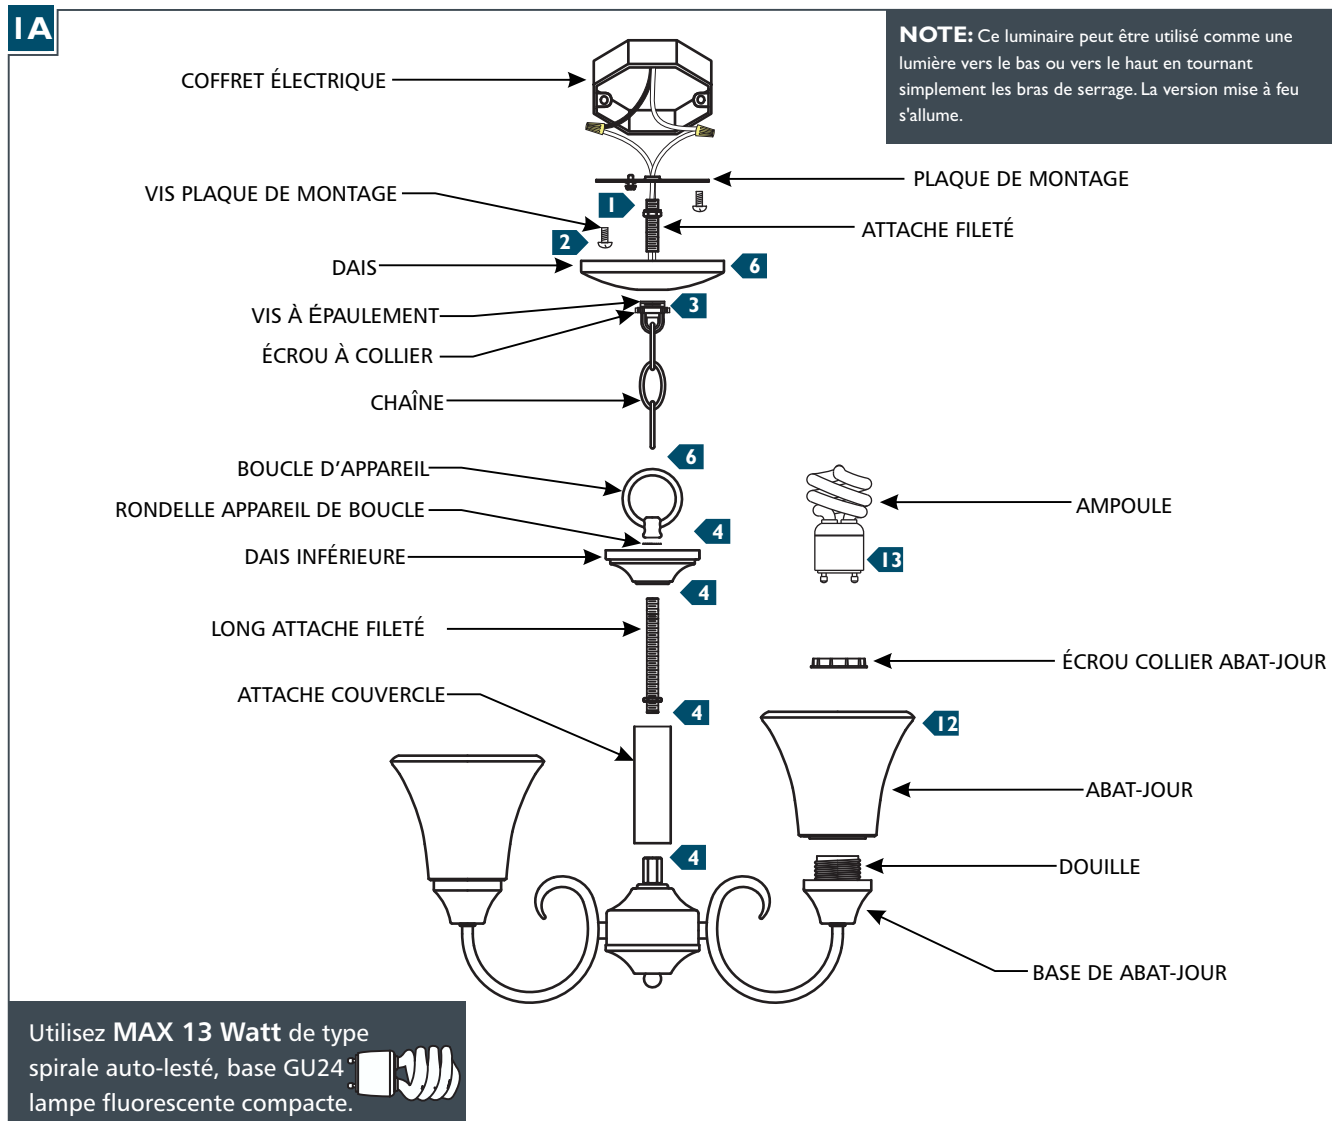 1A
NOTE: Ce luminaire peut être utilisé comme une
lumière vers le bas ou vers le haut en tournant
simplement les bras de serrage. La version mise à feu
s'allume.
COFFRET ÉLECTRIQUE
PLAQUE DE MONTAGE
VIS PLAQUE DE MONTAGE
1
ATTACHE FILETÉ
2
DAIS
6
VIS À ÉPAULEMENT
3
ÉCROU À COLLIER
CHAÎNE
6
BOUCLE D'APPAREIL
RONDELLE APPAREIL DE BOUCLE
4
AMPOULE
DAIS INFÉRIEURE
13
4
LONG ATTACHE FILETÉ
ÉCROU COLLIER ABAT-JOUR
ATTACHE COUVERCLE
4
12
ABAT-JOUR
4
DOUILLE
BASE DE ABAT-JOUR
Utilisez MAX 13 Watt de type
spirale auto-lesté, base GU24
lampe fluorescente compacte.